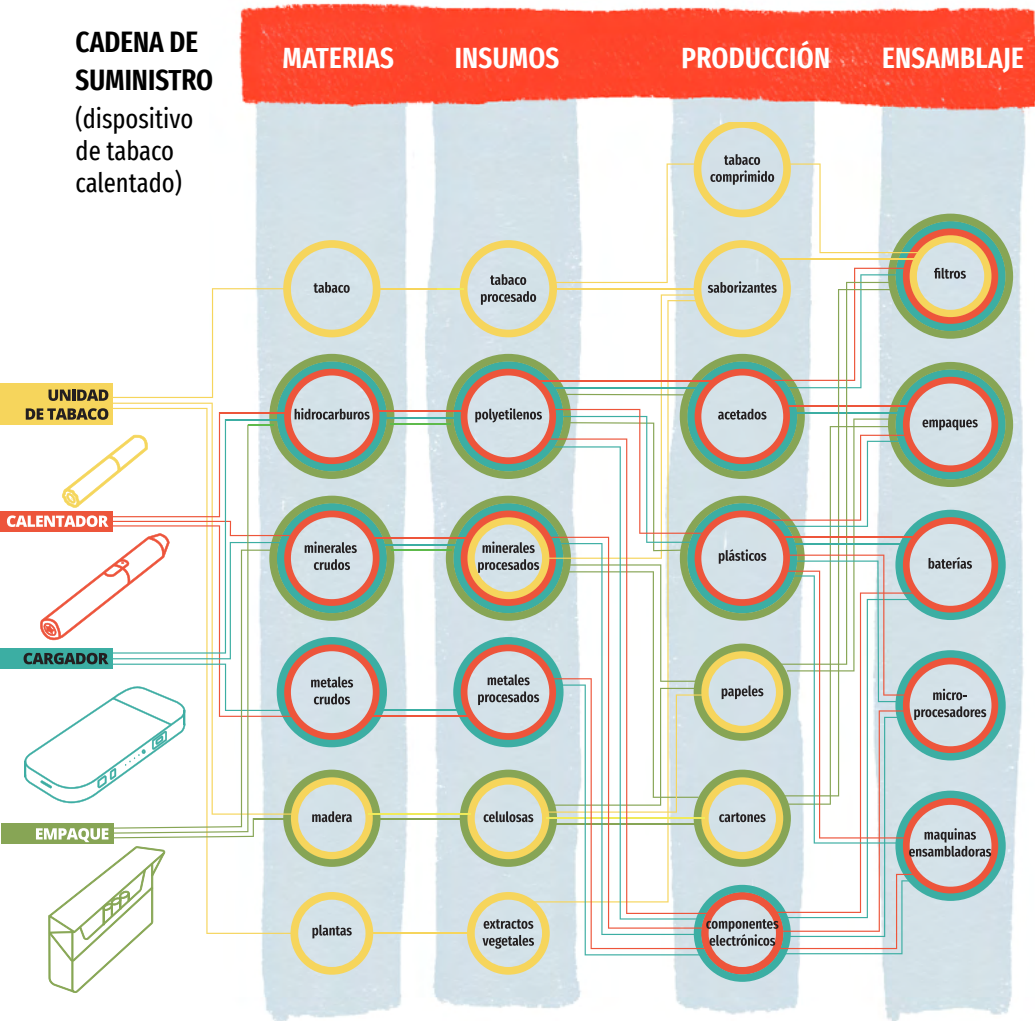 CADENA DE
SUMINISTRO
(dispositivo
de tabaco
calentado)
MATERIAS
INSUMOS
PRODUCCIÓN
ENSAMBLAJE
UNIDAD
DE TABACO
CALENTADOR
CARGADOR
EMPAQUE
tabaco
hidrocarburos
minerales
crudos
metales
crudos
madera
plantas
tabaco
procesado
polyetilenos
minerales
procesados
metales
procesados
celulosas
extractos
vegetales
tabaco
comprimido
saborizantes
acetados
plásticos
papeles
cartones
componentes
electrónicos
filtros
empaques
baterías
micro-
procesadores
maquinas
ensambladoras